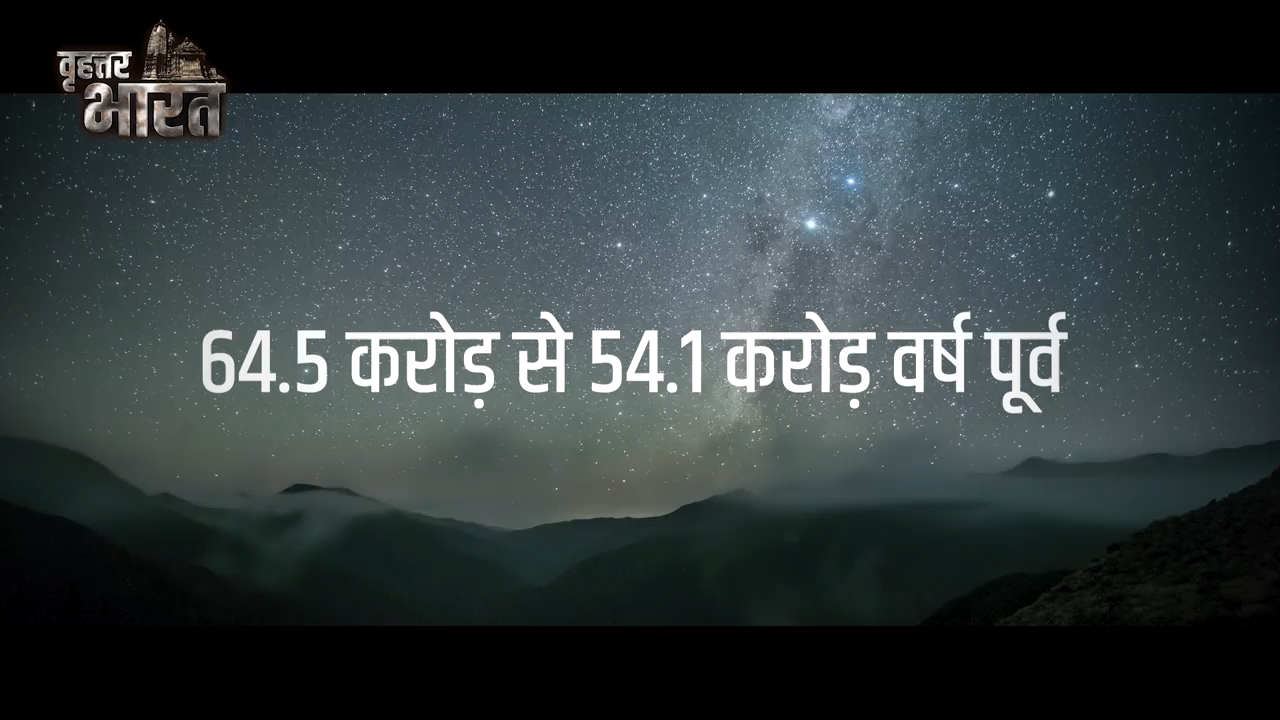 वृहत्तर
भारत
64.5 करोड़ से 54.1 करोड़ वर्ष पूर्व